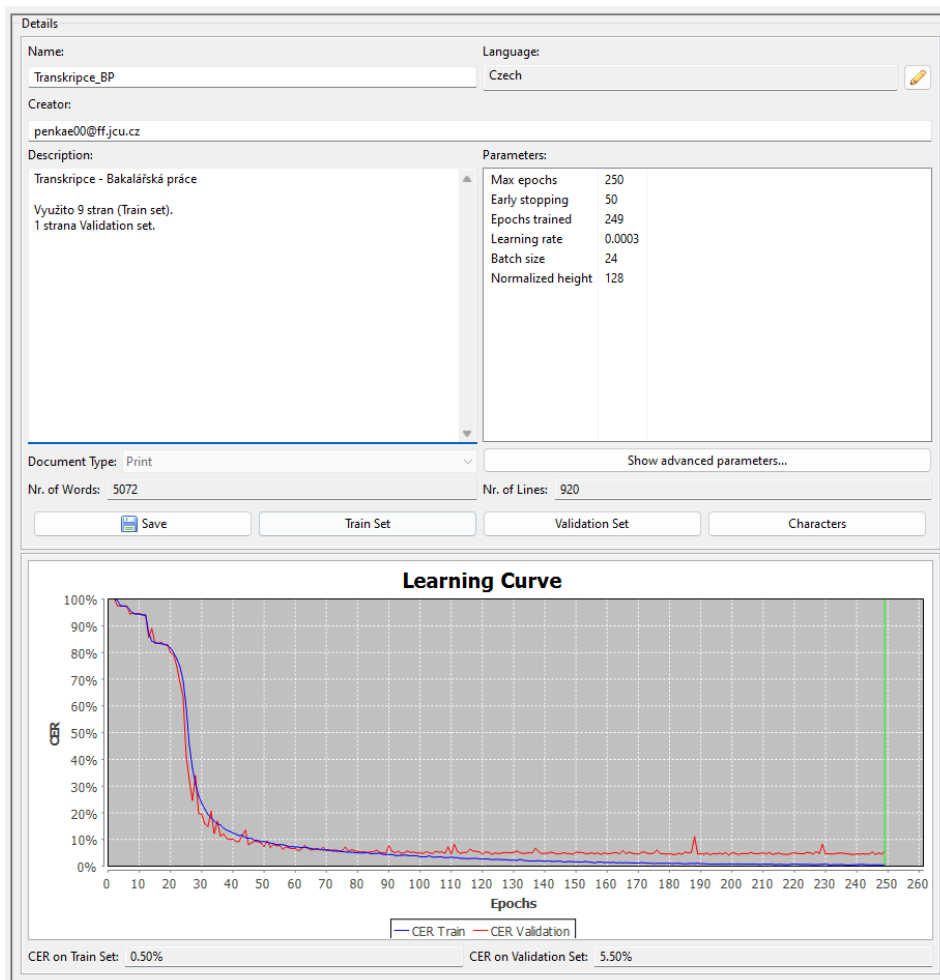 Details
Name:
Language:
Transkripce_BP
Czech
Creator:
penkae00@ff.jcu.cz
Description:
Parameters:
Transkripce - Bakalářská práce
Využito 9 stran (Train set).
1 strana Validation set.
Max epochs 250
Early stopping 50
Epochs trained 249
Learning rate 0.0003
Batch size 24
Normalized height 128
Document Type: Print
Show advanced parameters...
Nr. of Words: 5072
Nr. of Lines: 920
Save
Train Set
Validation Set
Characters
Learning Curve
100%
90%
80%
70%
60%
50%
40%
30%
20%
10%
0%
CER
0 10 20 30 40 50 60 70 80 90 100 110 120 130 140 150 160 170 180 190 200 210 220 230 240 250 260
Epochs
CER Train CER Validation
CER on Train Set: 0.50%
CER on Validation Set: 5.50%